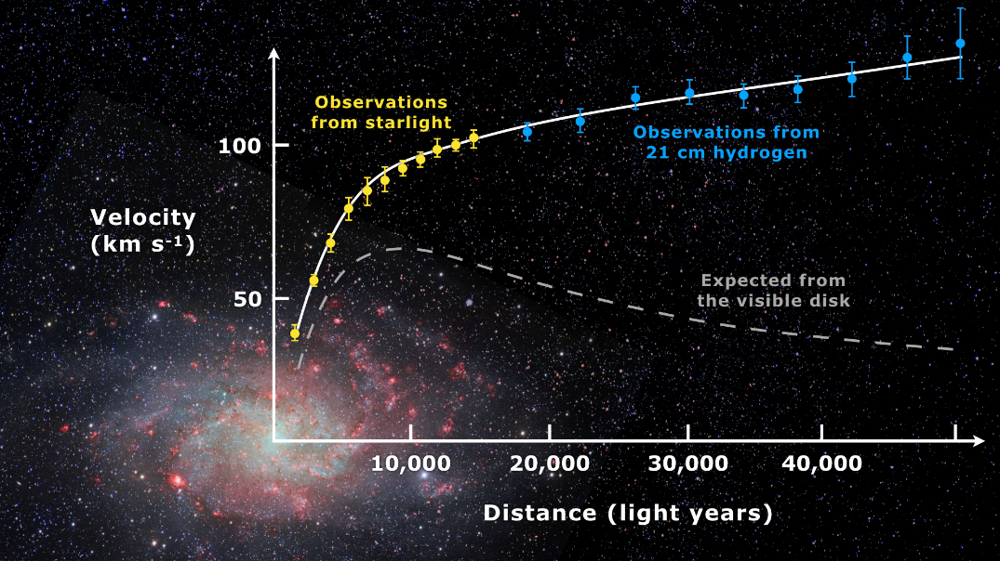 Observations
from starlight
100
Observations from
21 cm hydrogen
Velocity
(km s-1)
Expected from
the visible disk
50
10,000
20,000
30,000
40,000
Distance (light years)